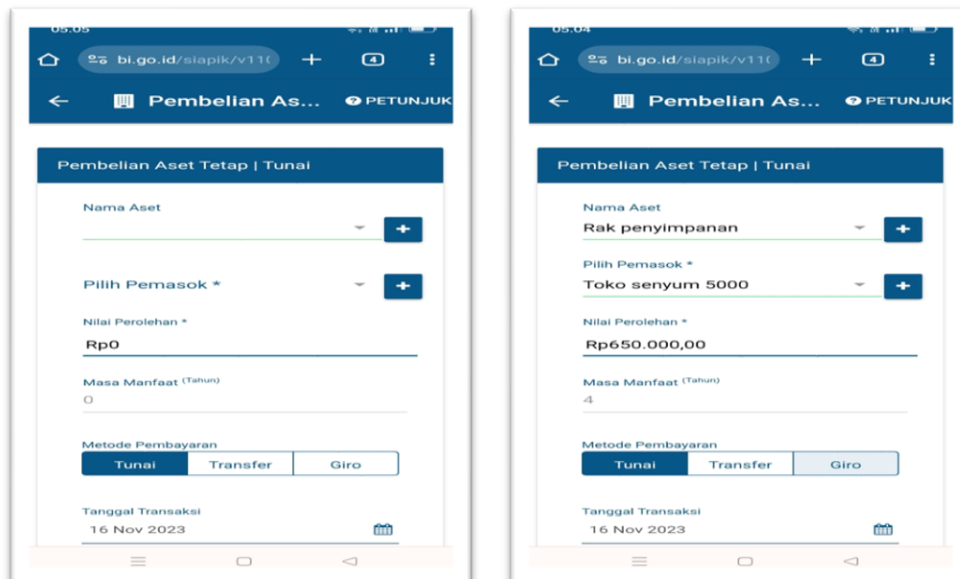 05.05
4
bi.go.id/siapik/v11(
Pembelian As...
? PETUNJUK
Pembelian Aset Tetap | Tunai
Nama Aset
+
Pilih Pemasok *
+
Nilai Perolehan *
Rp0
Masa Manfaat (Tahun)
0
Metode Pembayaran
Tunai Transfer Giro
Tanggal Transaksi
16 Nov 2023
05.04
bi.go.id/siapik/v11(
4
Pembelian As...
? PETUNJUK
Pembelian Aset Tetap | Tunai
Nama Aset
Rak penyimpanan
+
Pilih Pemasok *
Toko senyum 5000
+
Nilai Perolehan *
Rp650.000,00
Masa Manfaat (Tahun)
4
Metode Pembayaran
Tunai Transfer Giro
Tanggal Transaksi
16 Nov 2023